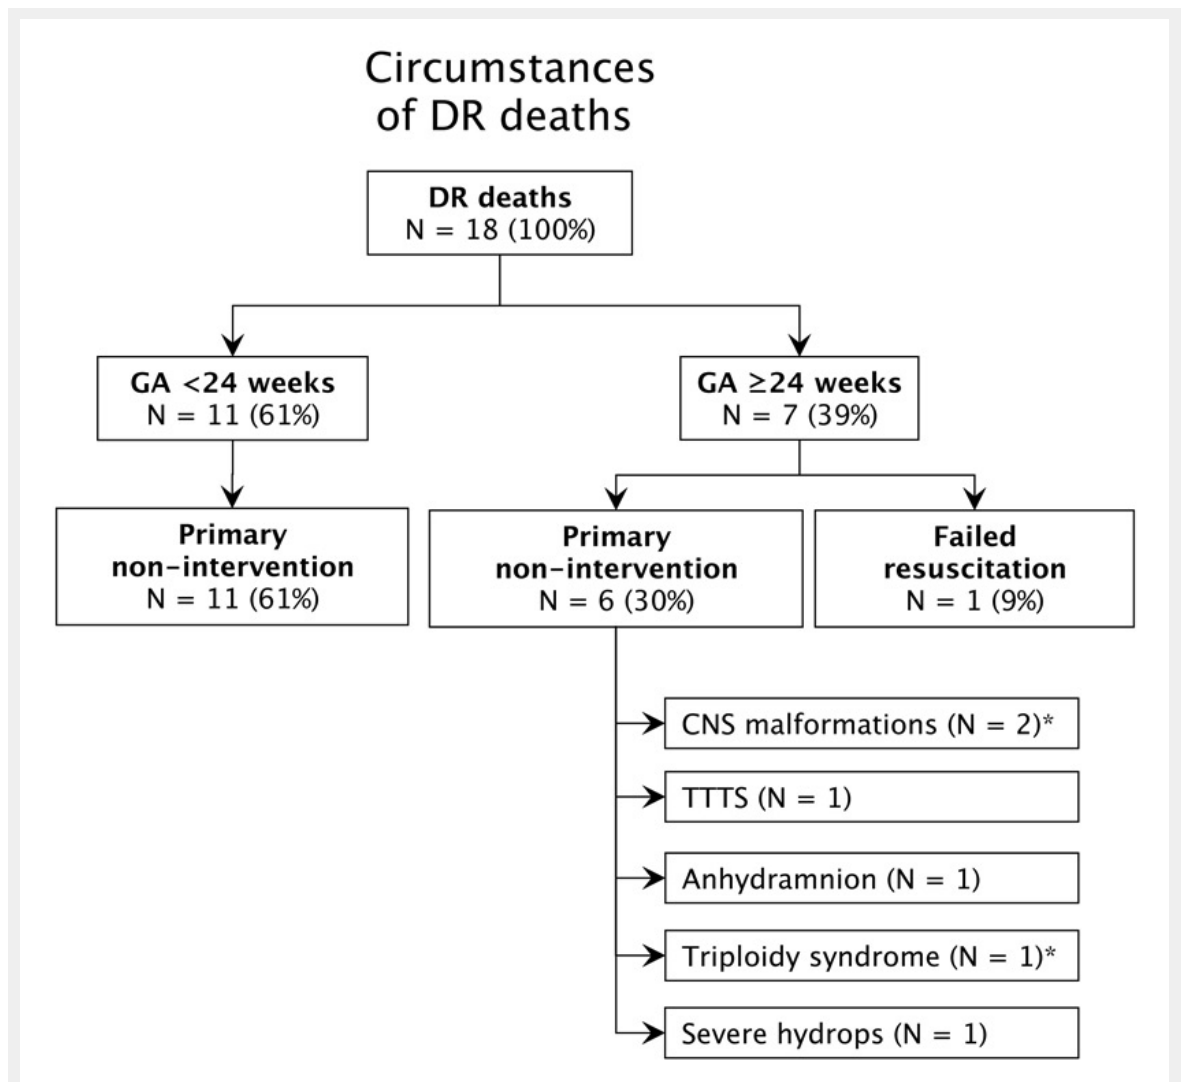 Circumstances
of DR deaths
DR deaths
N = 18 (100%)
GA <24 weeks
N = 11 (61%)
GA ≥24 weeks
N = 7 (39%)
Primary
non-intervention
N = 11 (61%)
Primary
non-intervention
N = 6 (30%)
Failed
resuscitation
N = 1 (9%)
CNS malformations (N = 2)*
TTTS (N = 1)
Anhydramnion (N = 1)
Triploidy syndrome (N = 1)*
Severe hydrops (N = 1)